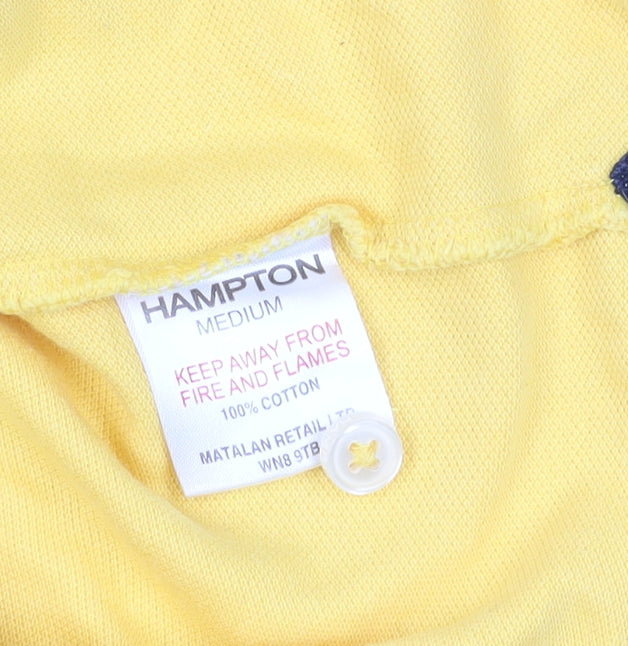 HAMPTON
MEDIUM
KEEP AWAY FROM
FIRE AND FLAMES
100% COTTON
MATALAN RETAIL LTD
WN8 9TB